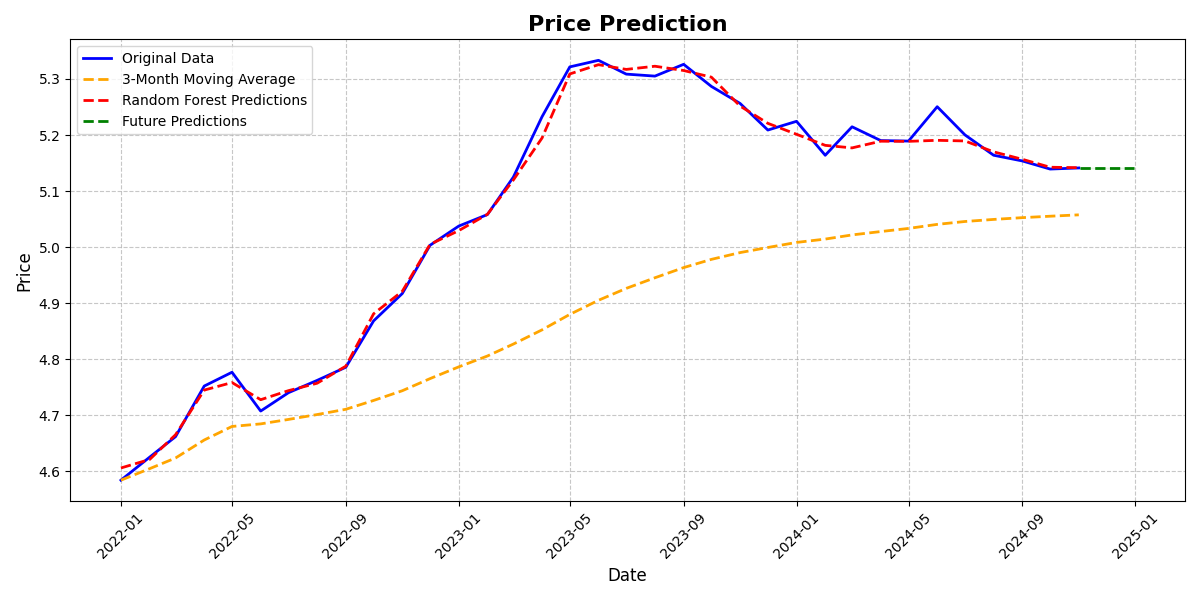 Price Prediction
Original Data
3-Month Moving Average
Random Forest Predictions
Future Predictions
Price
5.3
5.2
5.1
5.0
4.9
4.8
4.7
4.6
2022-01
2022-05
2022-09
2023-01
2023-05
2023-09
2024-01
2024-05
2024-09
2025-01
Date